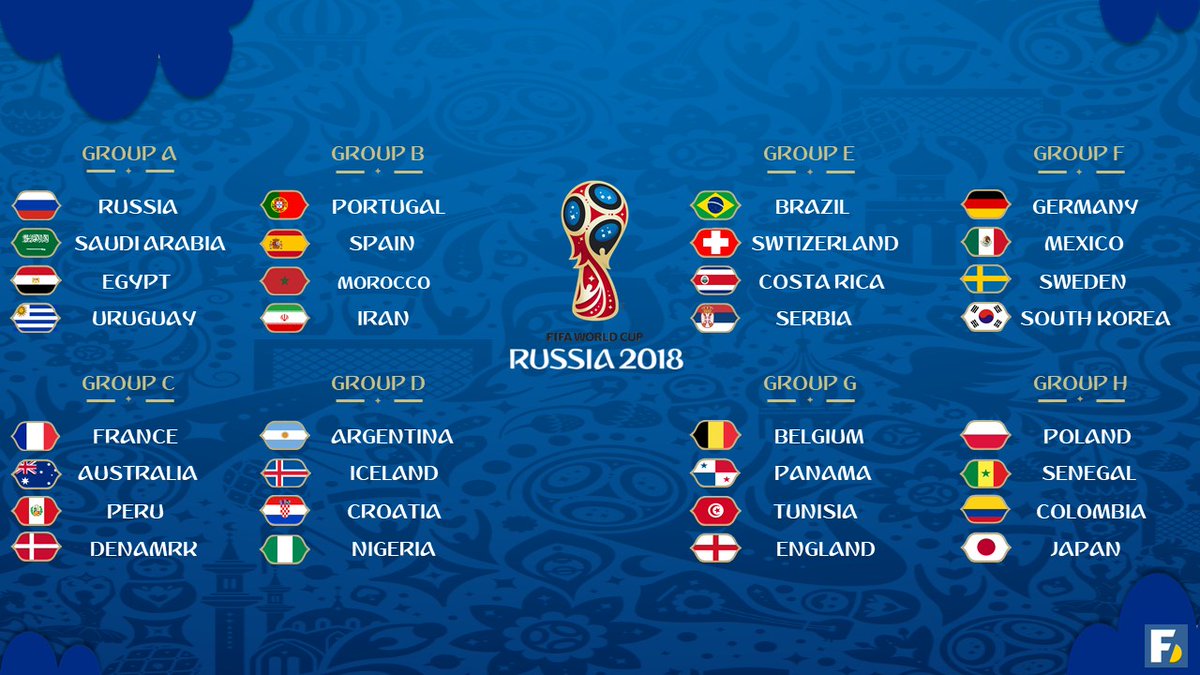 GROUP A
RUSSIA
SAUDI ARABIA
EGYPT
URUGUAY
GROUP B
PORTUGAL
SPAIN
MOROCCO
IRAN
GROUP C
FRANCE
AUSTRALIA
PERU
DENAMRK
GROUP D
ARGENTINA
ICELAND
CROATIA
NIGERIA
FIFA WORLD CUP
RUSSIA 2018
GROUP E
BRAZIL
SWTIZERLAND
COSTA RICA
SERBIA
GROUP F
GERMANY
MEXICO
SWEDEN
SOUTH KOREA
GROUP G
BELGIUM
PANAMA
TUNISIA
ENGLAND
GROUP H
POLAND
SENEGAL
COLOMBIA
JAPAN